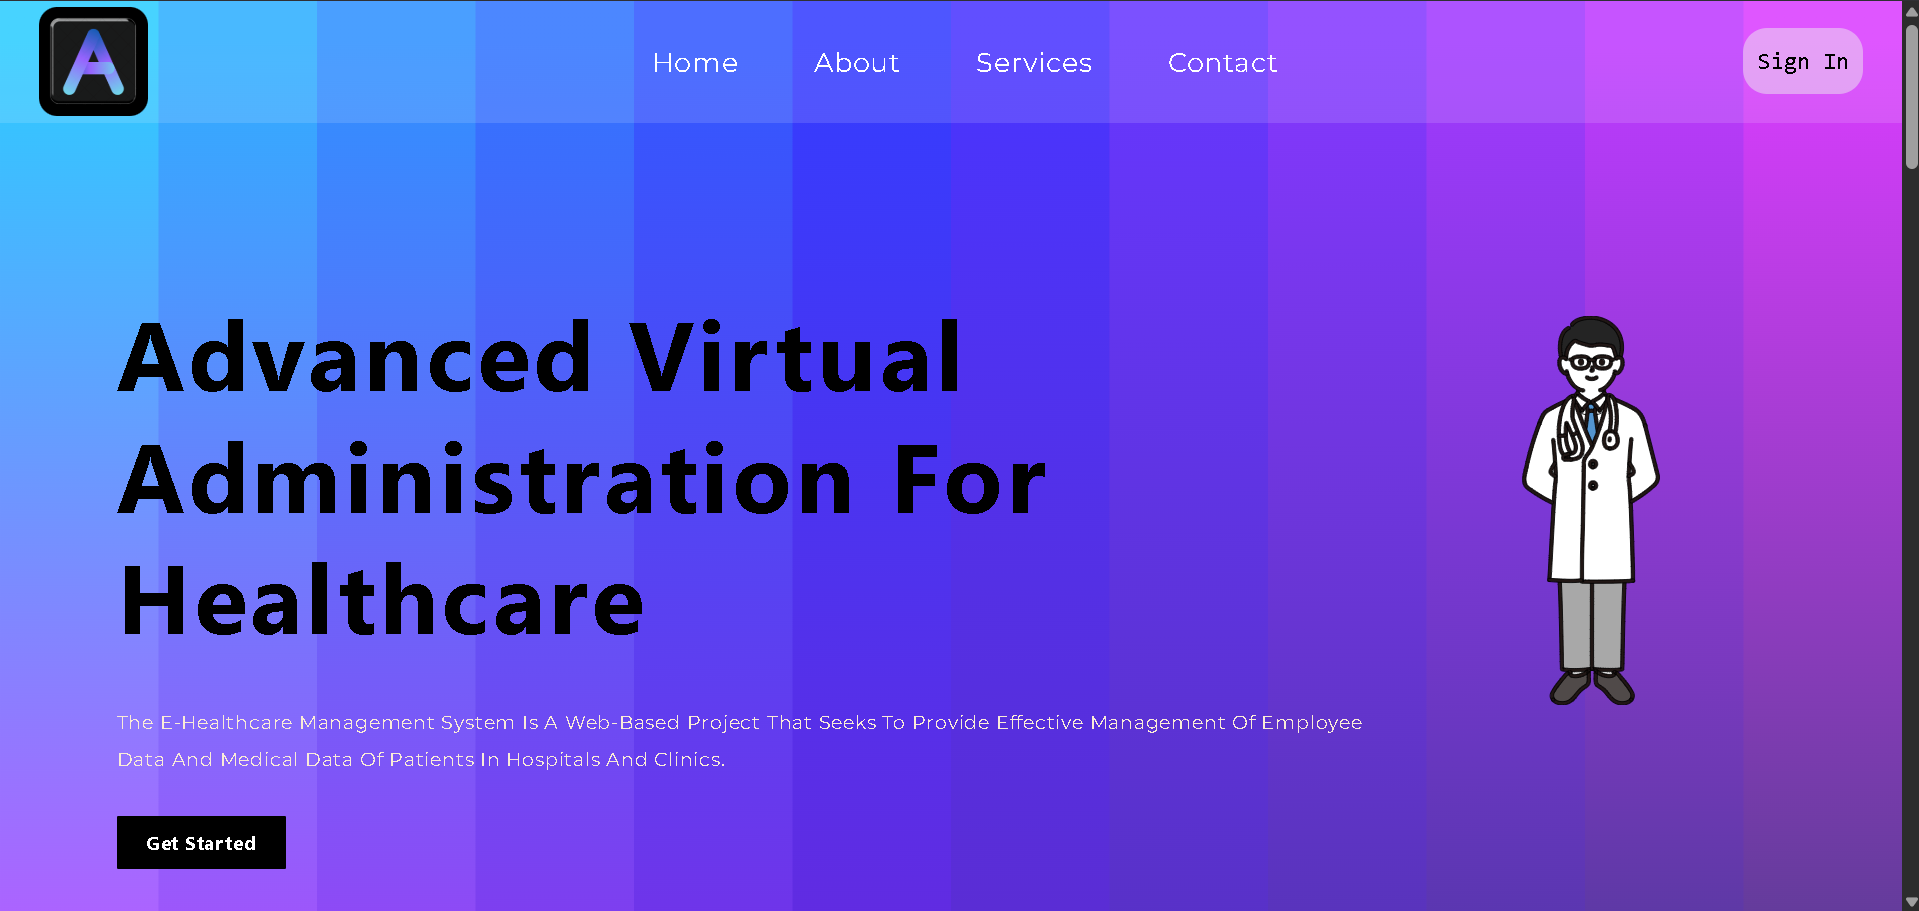 A
Home About Services Contact
Sign In
Advanced Virtual
Administration For
Healthcare
The E-Healthcare Management System Is A Web-Based Project That Seeks To Provide Effective Management Of Employee
Data And Medical Data Of Patients In Hospitals And Clinics.
Get Started